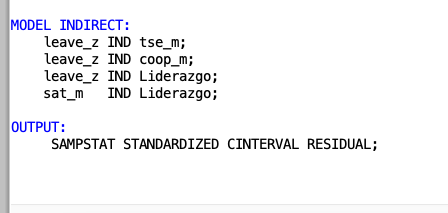 MODEL INDIRECT:
leave_z IND tse_m;
leave_z IND coop_m;
leave_z IND Liderazgo;
sat_m   IND Liderazgo;
OUTPUT:
SAMPSTAT STANDARDIZED CINTERVAL RESIDUAL;